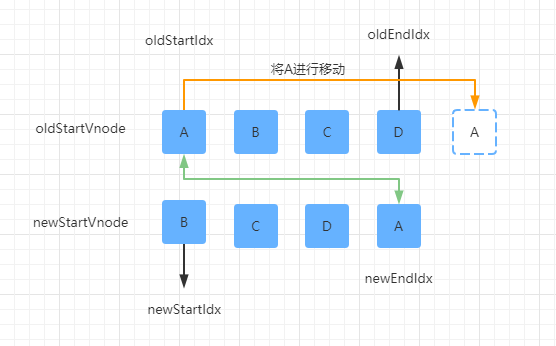 oldStartIdx
oldEndIdx
将A进行移动
oldStartVnode
A
B
C
D
A
newStartVnode
B
C
D
A
newEndIdx
newStartIdx